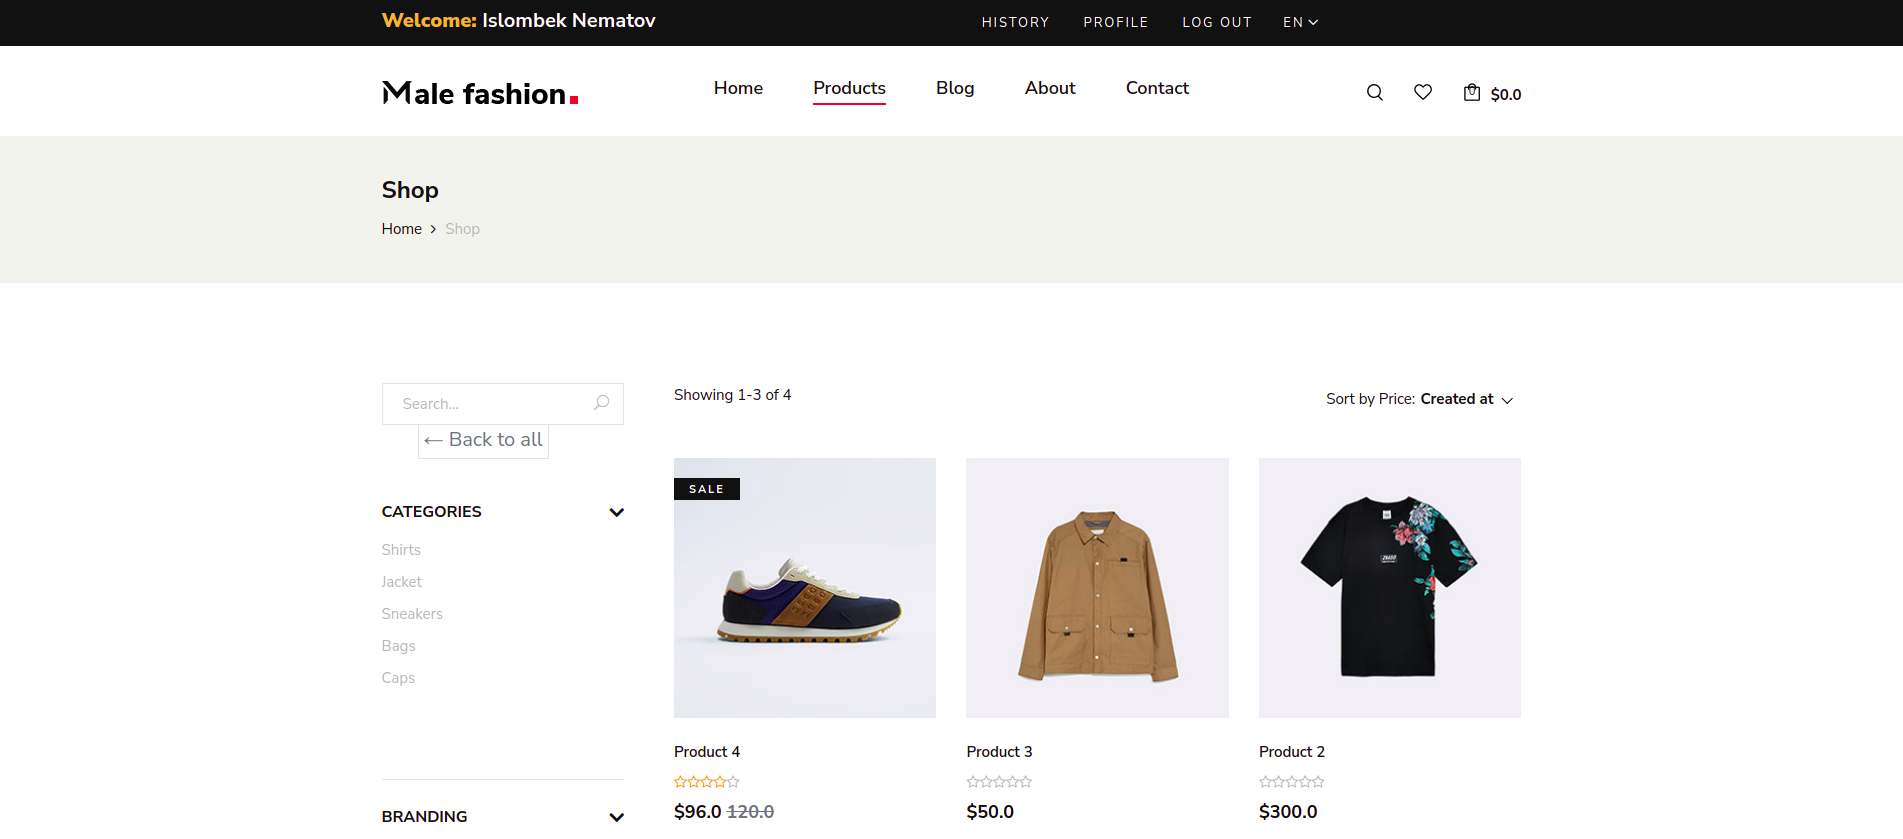 Welcome: Islombek Nematov
HISTORY PROFILE LOG OUT EN
Male fashion.
Home Products Blog About Contact
0 $0.0
Shop
Home > Shop
Search...
← Back to all
CATEGORIES
Shirts
Jacket
Sneakers
Bags
Caps
BRANDING
Showing 1-3 of 4
Sort by Price: Created at
SALE
Product 4
$96.0 120.0
Product 3
$50.0
Product 2
$300.0